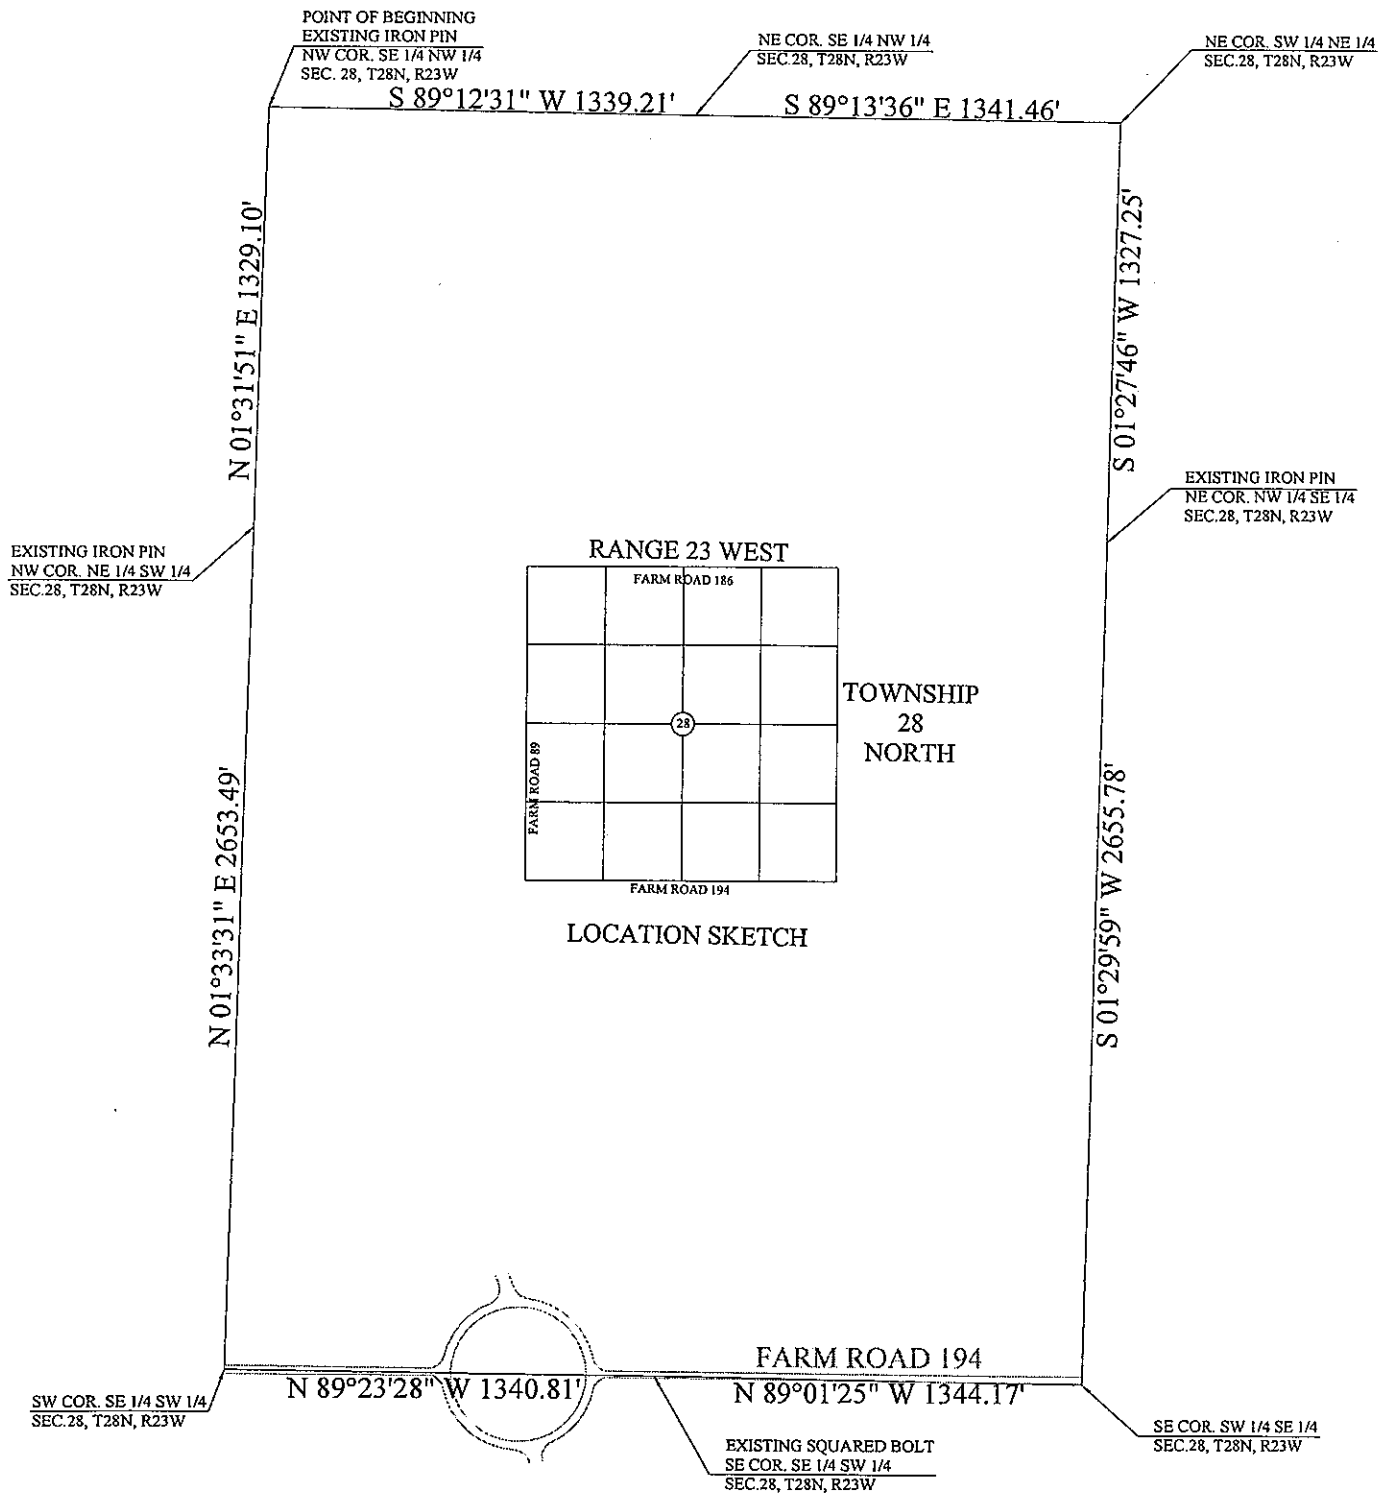 POINT OF BEGINNING
EXISTING IRON PIN
NW COR. SE 1/4 NW 1/4
SEC. 28, T28N, R23W
NE COR. SE 1/4 NW 1/4
SEC.28, T28N, R23W
NE COR. SW 1/4 NE 1/4
SEC.28, T28N, R23W
S 89°12'31" W 1339.21'
S 89°13'36" E 1341.46'
N 01°31'51" E 1329.10'
S 01°27'46" W 1327.25'
EXISTING IRON PIN
NE COR. NW 1/4 SE 1/4
SEC.28, T28N, R23W
EXISTING IRON PIN
NW COR. NE 1/4 SW 1/4
SEC.28, T28N, R23W
RANGE 23 WEST
FARM ROAD 186
TOWNSHIP
28
NORTH
28
FARM ROAD 89
FARM ROAD 194
LOCATION SKETCH
N 01°33'31" E 2653.49'
S 01°29'59" W 2655.78'
FARM ROAD 194
N 89°23'28" W 1340.81'
N 89°01'25" W 1344.17'
SW COR. SE 1/4 SW 1/4
SEC.28, T28N, R23W
SE COR. SW 1/4 SE 1/4
SEC.28, T28N, R23W
EXISTING SQUARED BOLT
SE COR. SE 1/4 SW 1/4
SEC.28, T28N, R23W